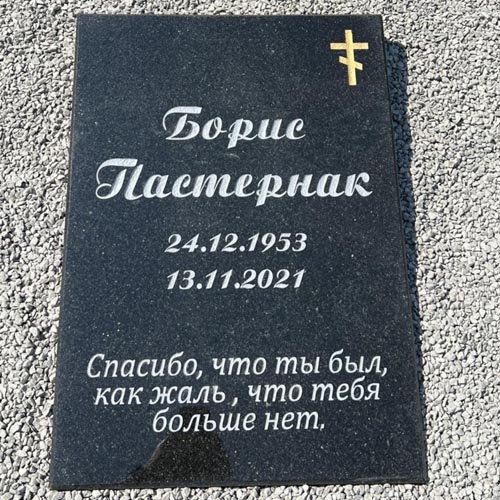 Борис
Пастернак
24.12.1953
13.11.2021
Спасибо, что ты был,
как жаль , что тебя
больше нет.